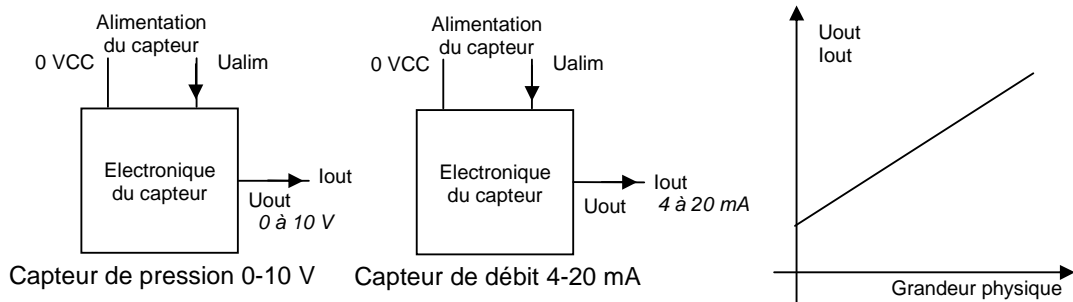 Alimentation
du capteur
0 VCC
Ualim
Electronique
du capteur
Iout
Uout
0 à 10 V
Capteur de pression 0-10 V
Alimentation
du capteur
0 VCC
Ualim
Electronique
du capteur
Iout
Uout
4 à 20 mA
Capteur de débit 4-20 mA
Uout
Iout
Grandeur physique